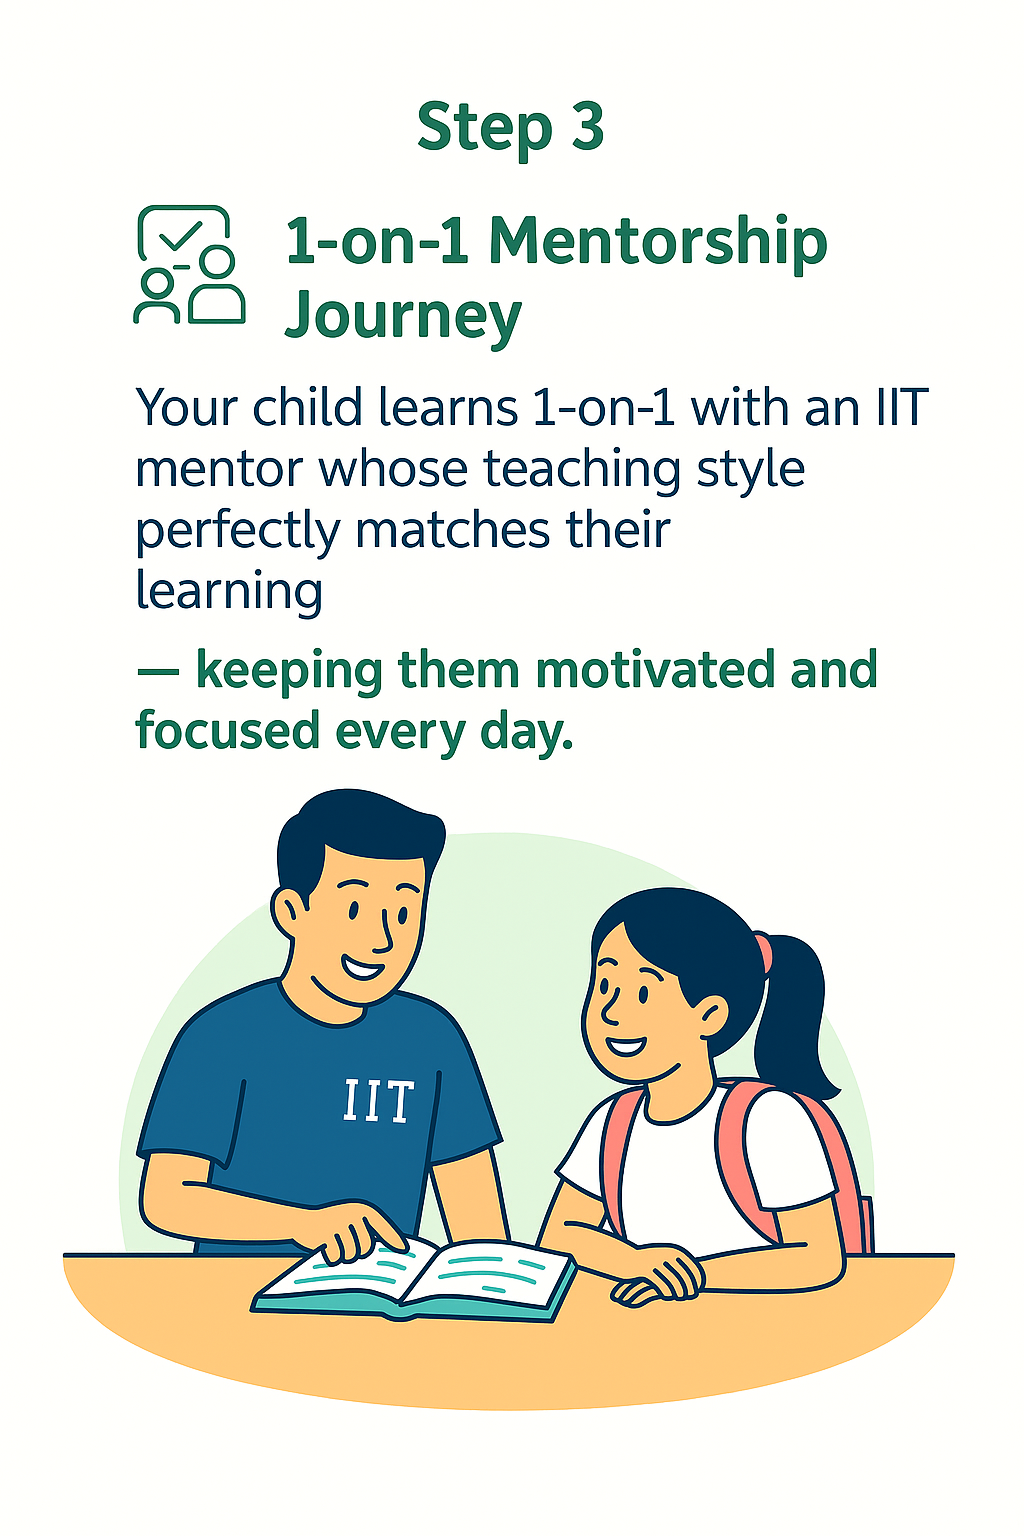 Step 3
1-on-1 Mentorship
Journey
Your child learns 1-on-1 with an IIT
mentor whose teaching style
perfectly matches their
learning
— keeping them motivated and
focused every day.
IIT